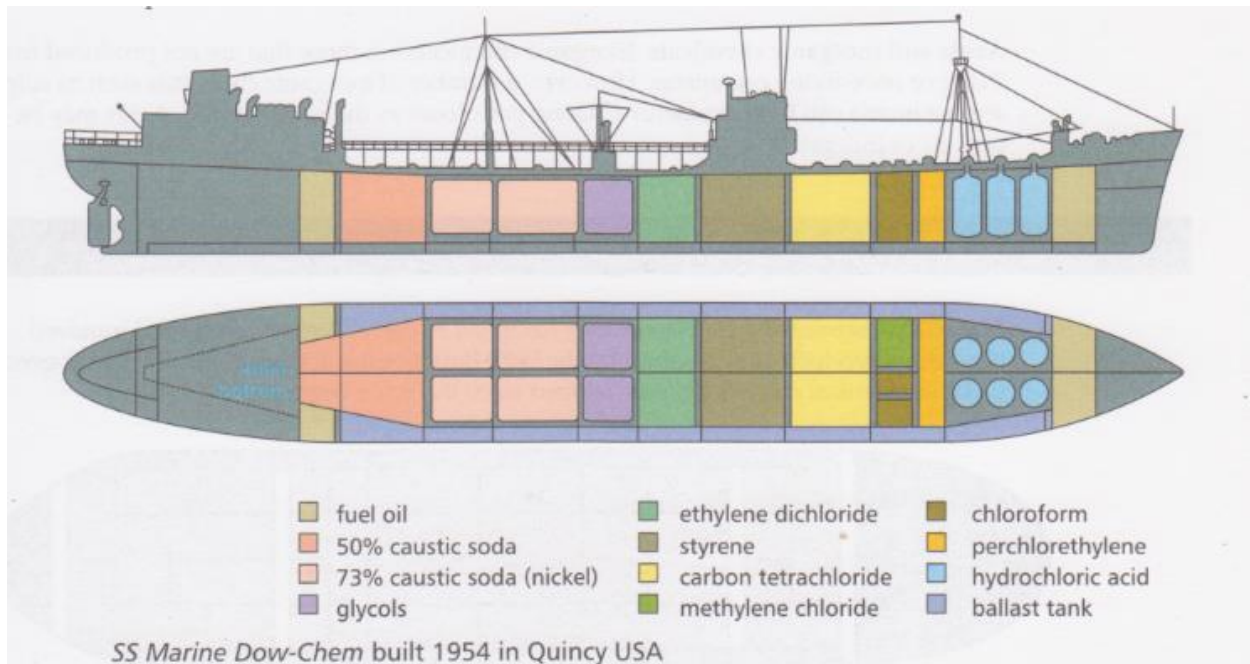 fuel oil
50% caustic soda
73% caustic soda (nickel)
glycols
ethylene dichloride
styrene
carbon tetrachloride
methylene chloride
chloroform
perchlorethylene
hydrochloric acid
ballast tank
SS Marine Dow-Chem built 1954 in Quincy USA